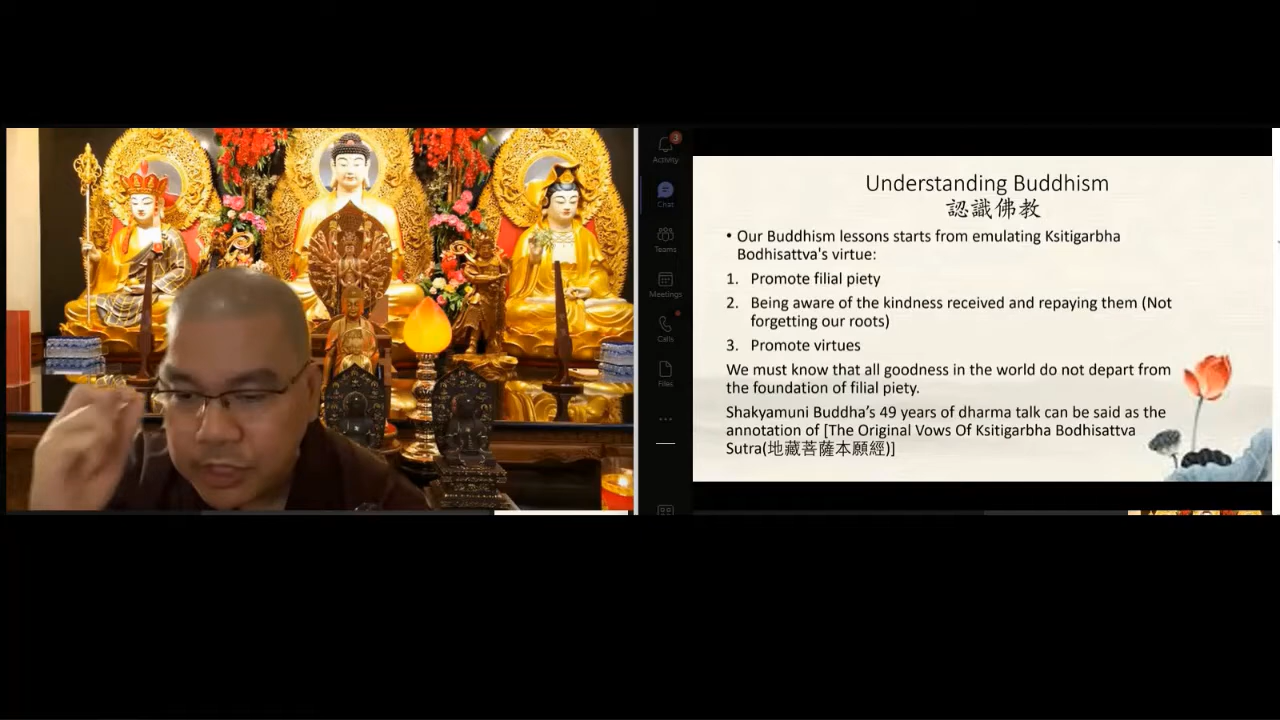 Activity
3
Chat
Teams
Meetings
Calls
Files
...
Understanding Buddhism
認識佛教
• Our Buddhism lessons starts from emulating Ksitigarbha
Bodhisattva's virtue:
1. Promote filial piety
2. Being aware of the kindness received and repaying them (Not
forgetting our roots)
3. Promote virtues
We must know that all goodness in the world do not depart from
the foundation of filial piety.
Shakyamuni Buddha’s 49 years of dharma talk can be said as the
annotation of [The Original Vows Of Ksitigarbha Bodhisattva
Sutra(地藏菩薩本願經)]